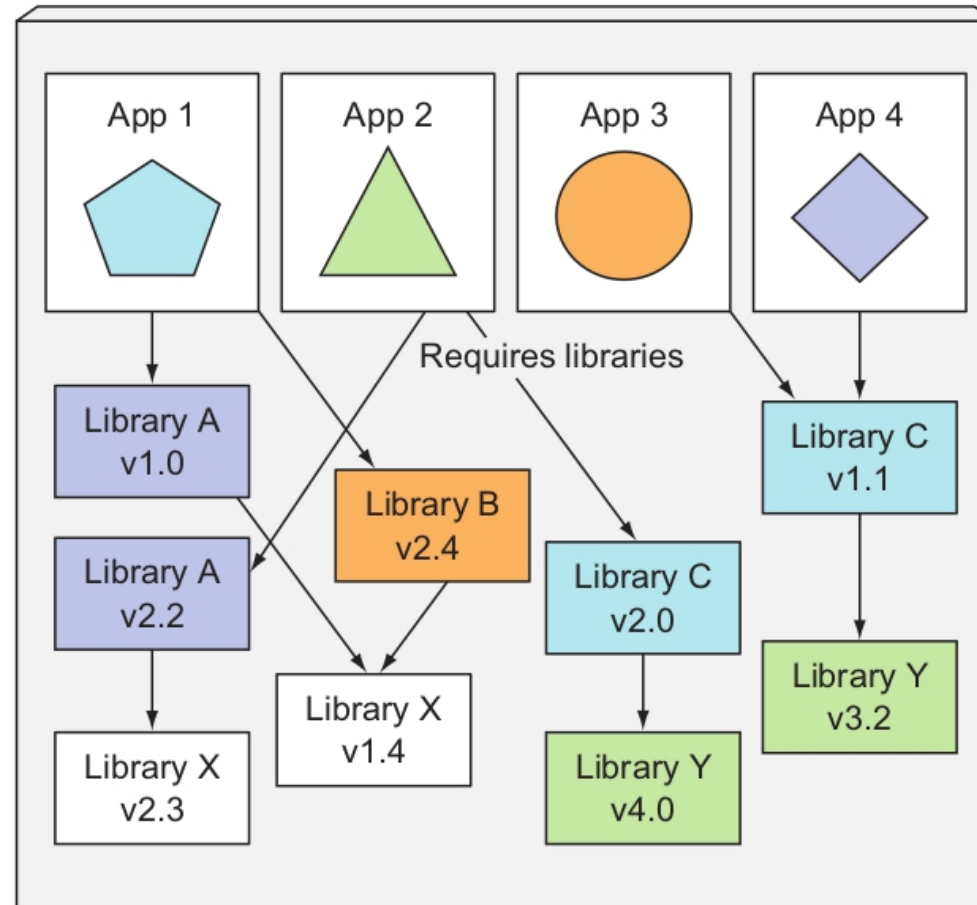 App 1
App 2
App 3
App 4
Requires libraries
Library A
v1.0
Library C
v1.1
Library B
v2.4
Library A
v2.2
Library C
v2.0
Library Y
v3.2
Library X
v1.4
Library X
v2.3
Library Y
v4.0